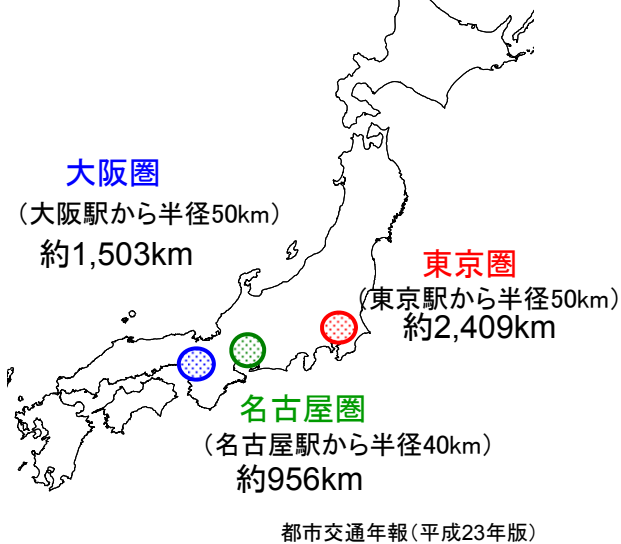 大阪圏
（大阪駅から半径50km）
約1,503km
東京圏
（東京駅から半径50km）
約2,409km
名古屋圏
（名古屋駅から半径40km）
約956km
都市交通年報（平成23年版）